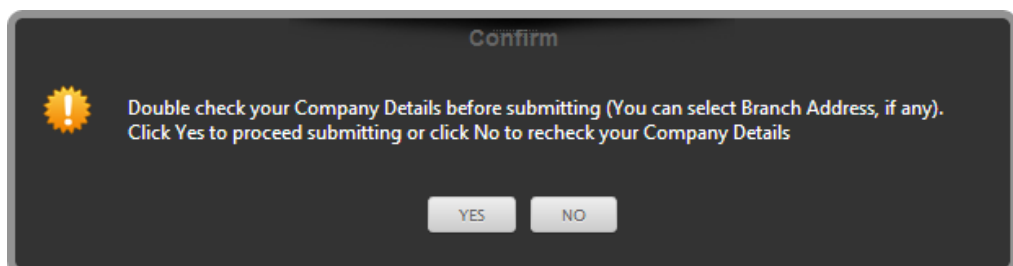 Confirm
Double check your Company Details before submitting (You can select Branch Address, if any).
Click Yes to proceed submitting or click No to recheck your Company Details
YES NO